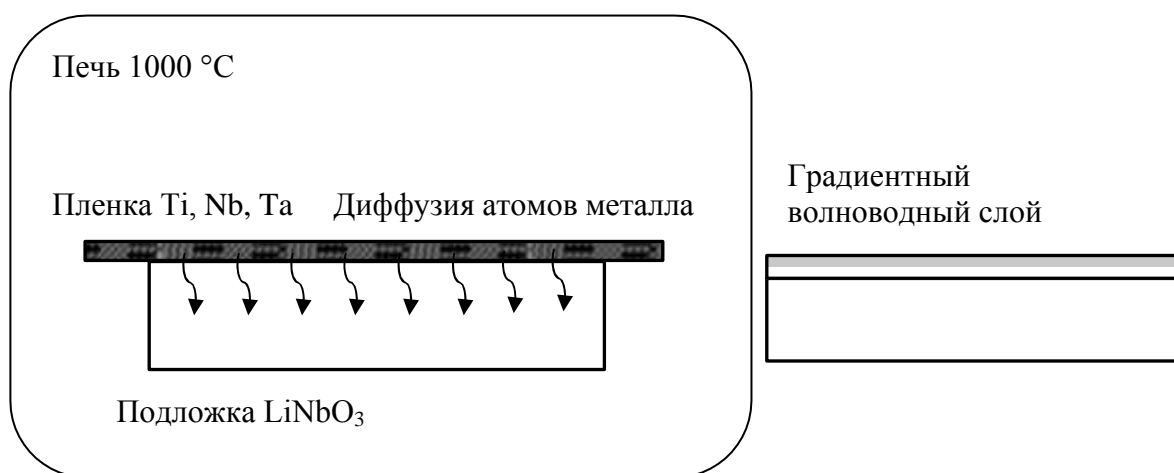 Печь 1000 °C
Градиентный
волноводный слой
Пленка Ti, Nb, Ta Диффузия атомов металла
Подложка LiNbO₃